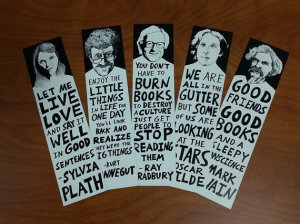 LET ME
LIVE
LOVE
AND SAY IT
WELL
IN GOOD
SENTENCES
-SYLVIA
PLATH
ENJOY THE
LITTLE
THINGS
IN LIFE FOR
ONE DAY
YOU'LL LOOK
BACK AND
REALIZE
THEY WERE THE
BIG THINGS
-KURT
VONNEGUT
YOU DON'T
HAVE TO
BURN
BOOKS
TO DESTROY
A CULTURE
JUST GET
PEOPLE TO
STOP
READING
THEM
-RAY
BRADBURY
WE ARE
ALL IN THE
GUTTER
BUT SOME
OF US ARE
LOOKING
AT THE
STARS
OSCAR
WILDE
GOOD
FRIENDS
GOOD
BOOKS
AND A
SLEEPY
CONSCIENCE
MARK
TWAIN